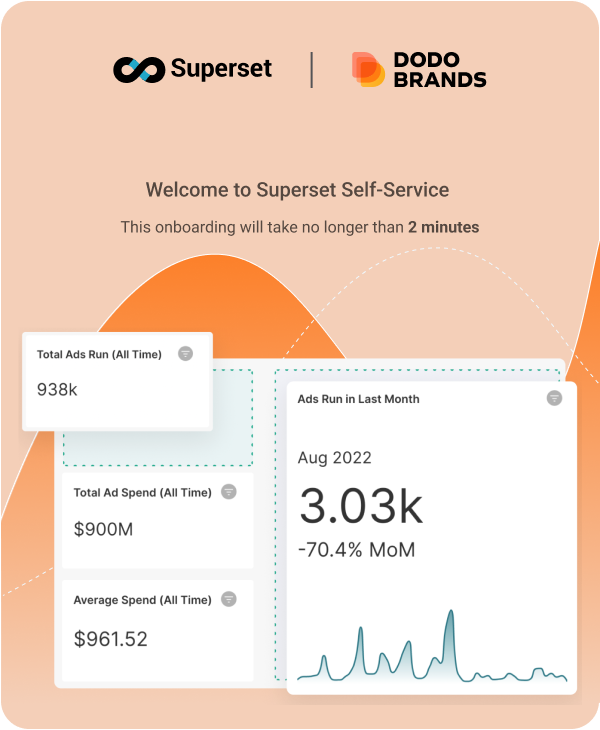 Superset
DODO
BRANDS
Welcome to Superset Self-Service
This onboarding will take no longer than 2 minutes
Total Ads Run (All Time)
938k
Total Ad Spend (All Time)
$900M
Average Spend (All Time)
$961.52
Ads Run in Last Month
Aug 2022
3.03k
-70.4% MoM